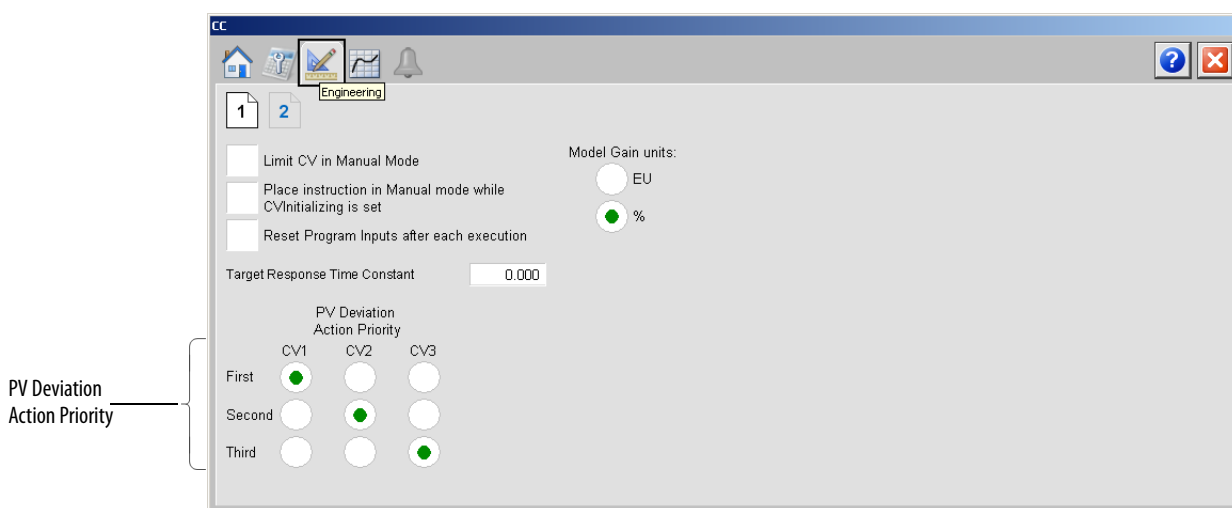 CC
Engineering
1 2
Limit CV in Manual Mode
Place instruction in Manual mode while
CVInitializing is set
Reset Program Inputs after each execution
Model Gain units:
EU
%
Target Response Time Constant 0.000
PV Deviation
Action Priority
CV1 CV2 CV3
First
Second
Third
PV Deviation
Action Priority